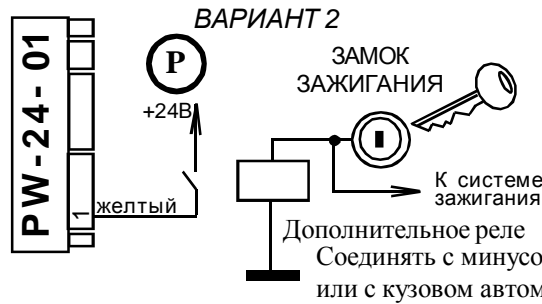 ВАРИАНТ 2
PW-24-01
P
ЗАМОК
ЗАЖИГАНИЯ
+24В
1
желтый
К системе
зажигания
Дополнительное реле
Соединять с минусо
или с кузовом автом